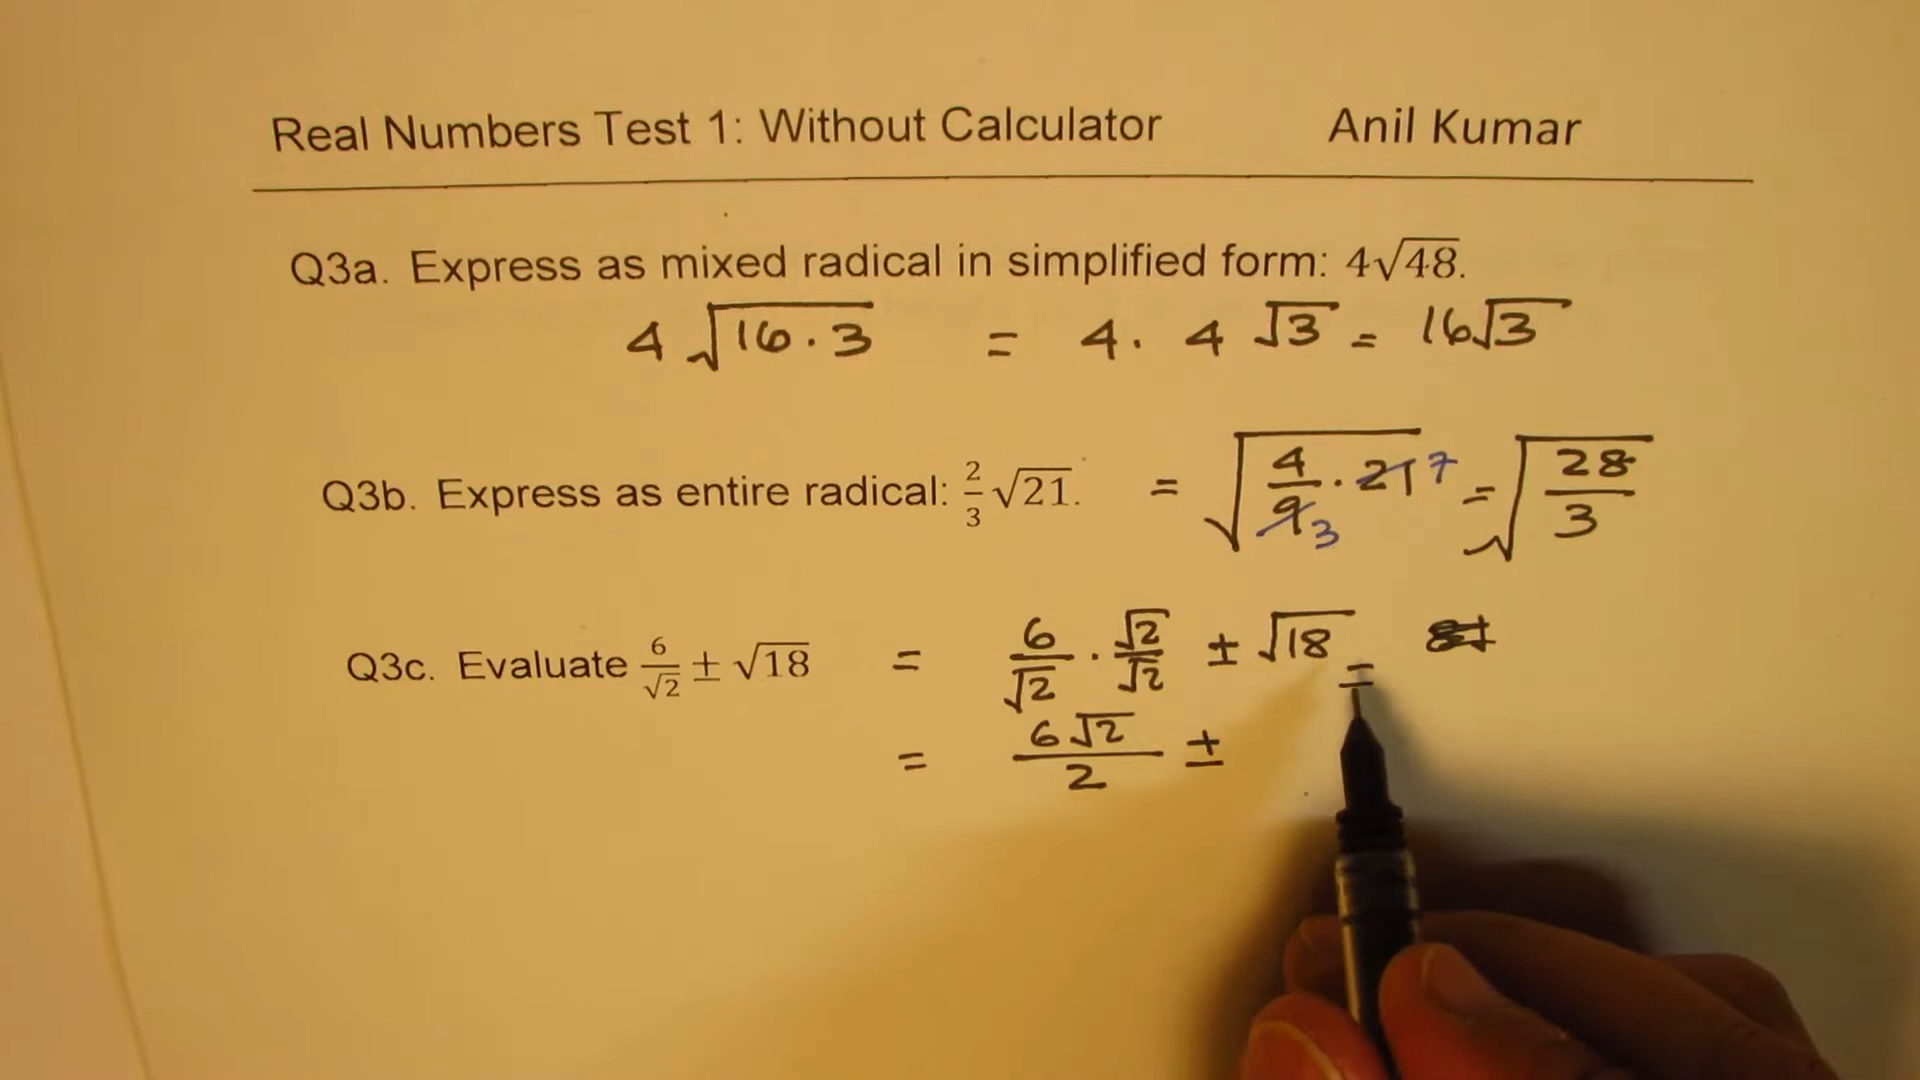 Real Numbers Test 1: Without Calculator Anil Kumar
Q3a. Express as mixed radical in simplified form: 4√48.
4 √16·3 = 4. 4 √3 = 16√3
Q3b. Express as entire radical: 2/3 √21. = √(4/9 3 · 21 7) = √(28/3)
Q3c. Evaluate 6/√2 ± √18 = 6/√2 · √2/√2 ± √18 =
= 6√2/2 ±